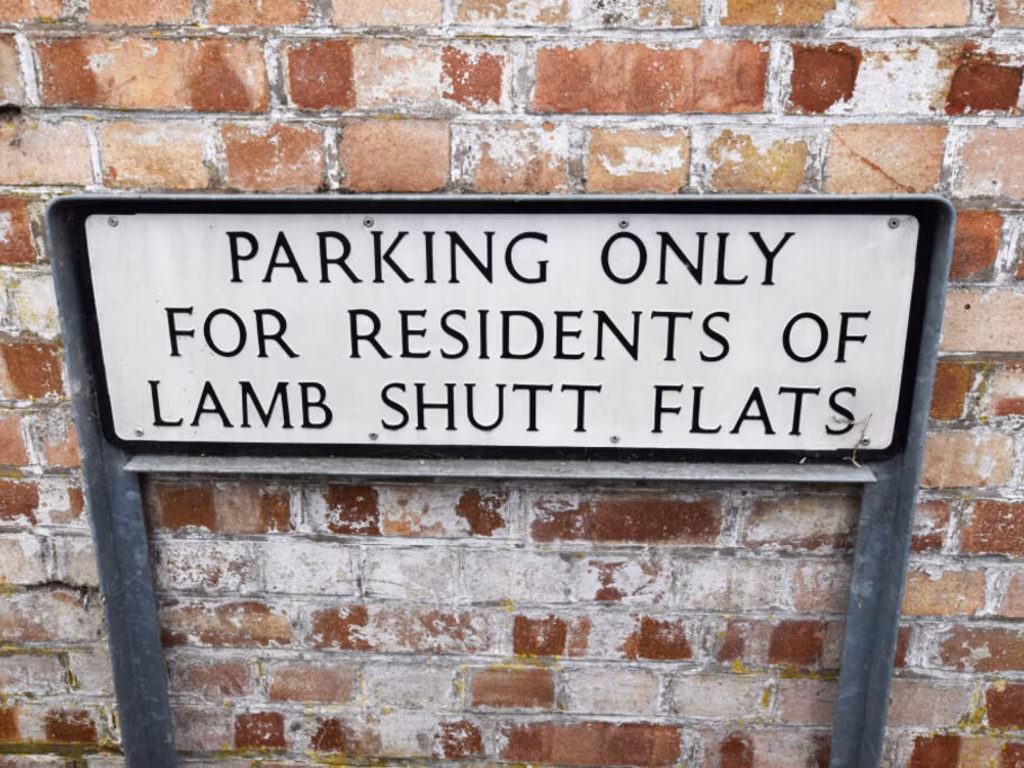 PARKING ONLY
FOR RESIDENTS OF
LAMB SHUTT FLATS